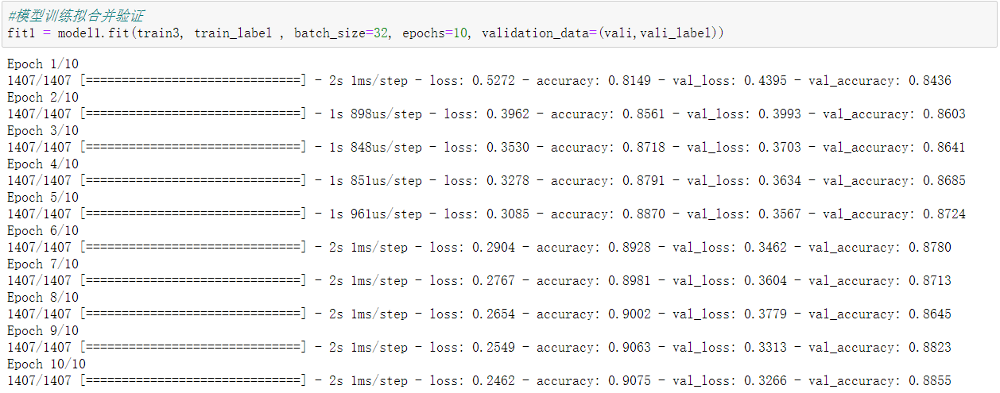 #模型训练拟合并验证
fit1 = model1.fit(train3, train_label , batch_size=32, epochs=10, validation_data=(vali,vali_label))
Epoch 1/10
1407/1407 [==============================] - 2s 1ms/step - loss: 0.5272 - accuracy: 0.8149 - val_loss: 0.4395 - val_accuracy: 0.8436
Epoch 2/10
1407/1407 [==============================] - 1s 898us/step - loss: 0.3962 - accuracy: 0.8561 - val_loss: 0.3993 - val_accuracy: 0.8603
Epoch 3/10
1407/1407 [==============================] - 1s 848us/step - loss: 0.3530 - accuracy: 0.8718 - val_loss: 0.3703 - val_accuracy: 0.8641
Epoch 4/10
1407/1407 [==============================] - 1s 851us/step - loss: 0.3278 - accuracy: 0.8791 - val_loss: 0.3634 - val_accuracy: 0.8685
Epoch 5/10
1407/1407 [==============================] - 1s 961us/step - loss: 0.3085 - accuracy: 0.8870 - val_loss: 0.3567 - val_accuracy: 0.8724
Epoch 6/10
1407/1407 [==============================] - 2s 1ms/step - loss: 0.2904 - accuracy: 0.8928 - val_loss: 0.3462 - val_accuracy: 0.8780
Epoch 7/10
1407/1407 [==============================] - 2s 1ms/step - loss: 0.2767 - accuracy: 0.8981 - val_loss: 0.3604 - val_accuracy: 0.8713
Epoch 8/10
1407/1407 [==============================] - 2s 1ms/step - loss: 0.2654 - accuracy: 0.9002 - val_loss: 0.3779 - val_accuracy: 0.8645
Epoch 9/10
1407/1407 [==============================] - 2s 1ms/step - loss: 0.2549 - accuracy: 0.9063 - val_loss: 0.3313 - val_accuracy: 0.8823
Epoch 10/10
1407/1407 [==============================] - 2s 1ms/step - loss: 0.2462 - accuracy: 0.9075 - val_loss: 0.3266 - val_accuracy: 0.8855